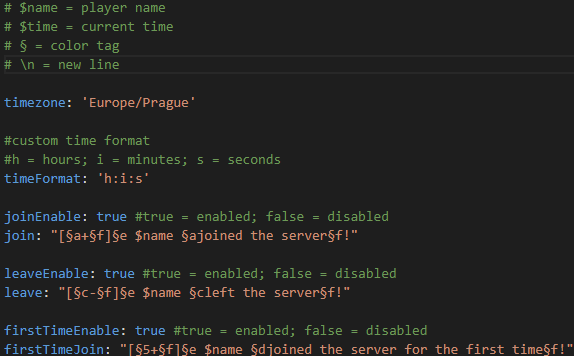 # $name = player name
# $time = current time
# § = color tag
# \n = new line
timezone: 'Europe/Prague'
#custom time format
#h = hours; i = minutes; s = seconds
timeFormat: 'h:i:s'
joinEnable: true #true = enabled; false = disabled
join: "[§a+§f]§e $name §ajoined the server§f!"
leaveEnable: true #true = enabled; false = disabled
leave: "[§c-§f]§e $name §cleft the server§f!"
firstTimeEnable: true #true = enabled; false = disabled
firstTimeJoin: "[§5+§f]§e $name §djoined the server for the first time§f!"